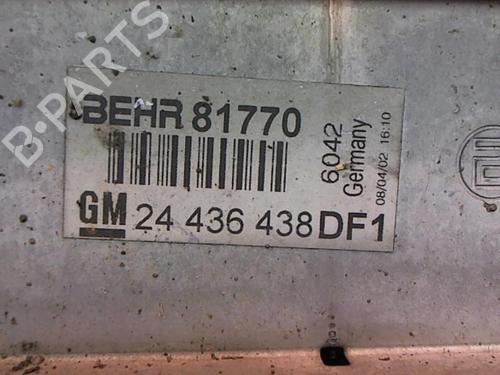 B-PARTS
BEHR 81770
6042
Germany
08/04/02 16:10
GM 24 436 438 DF1